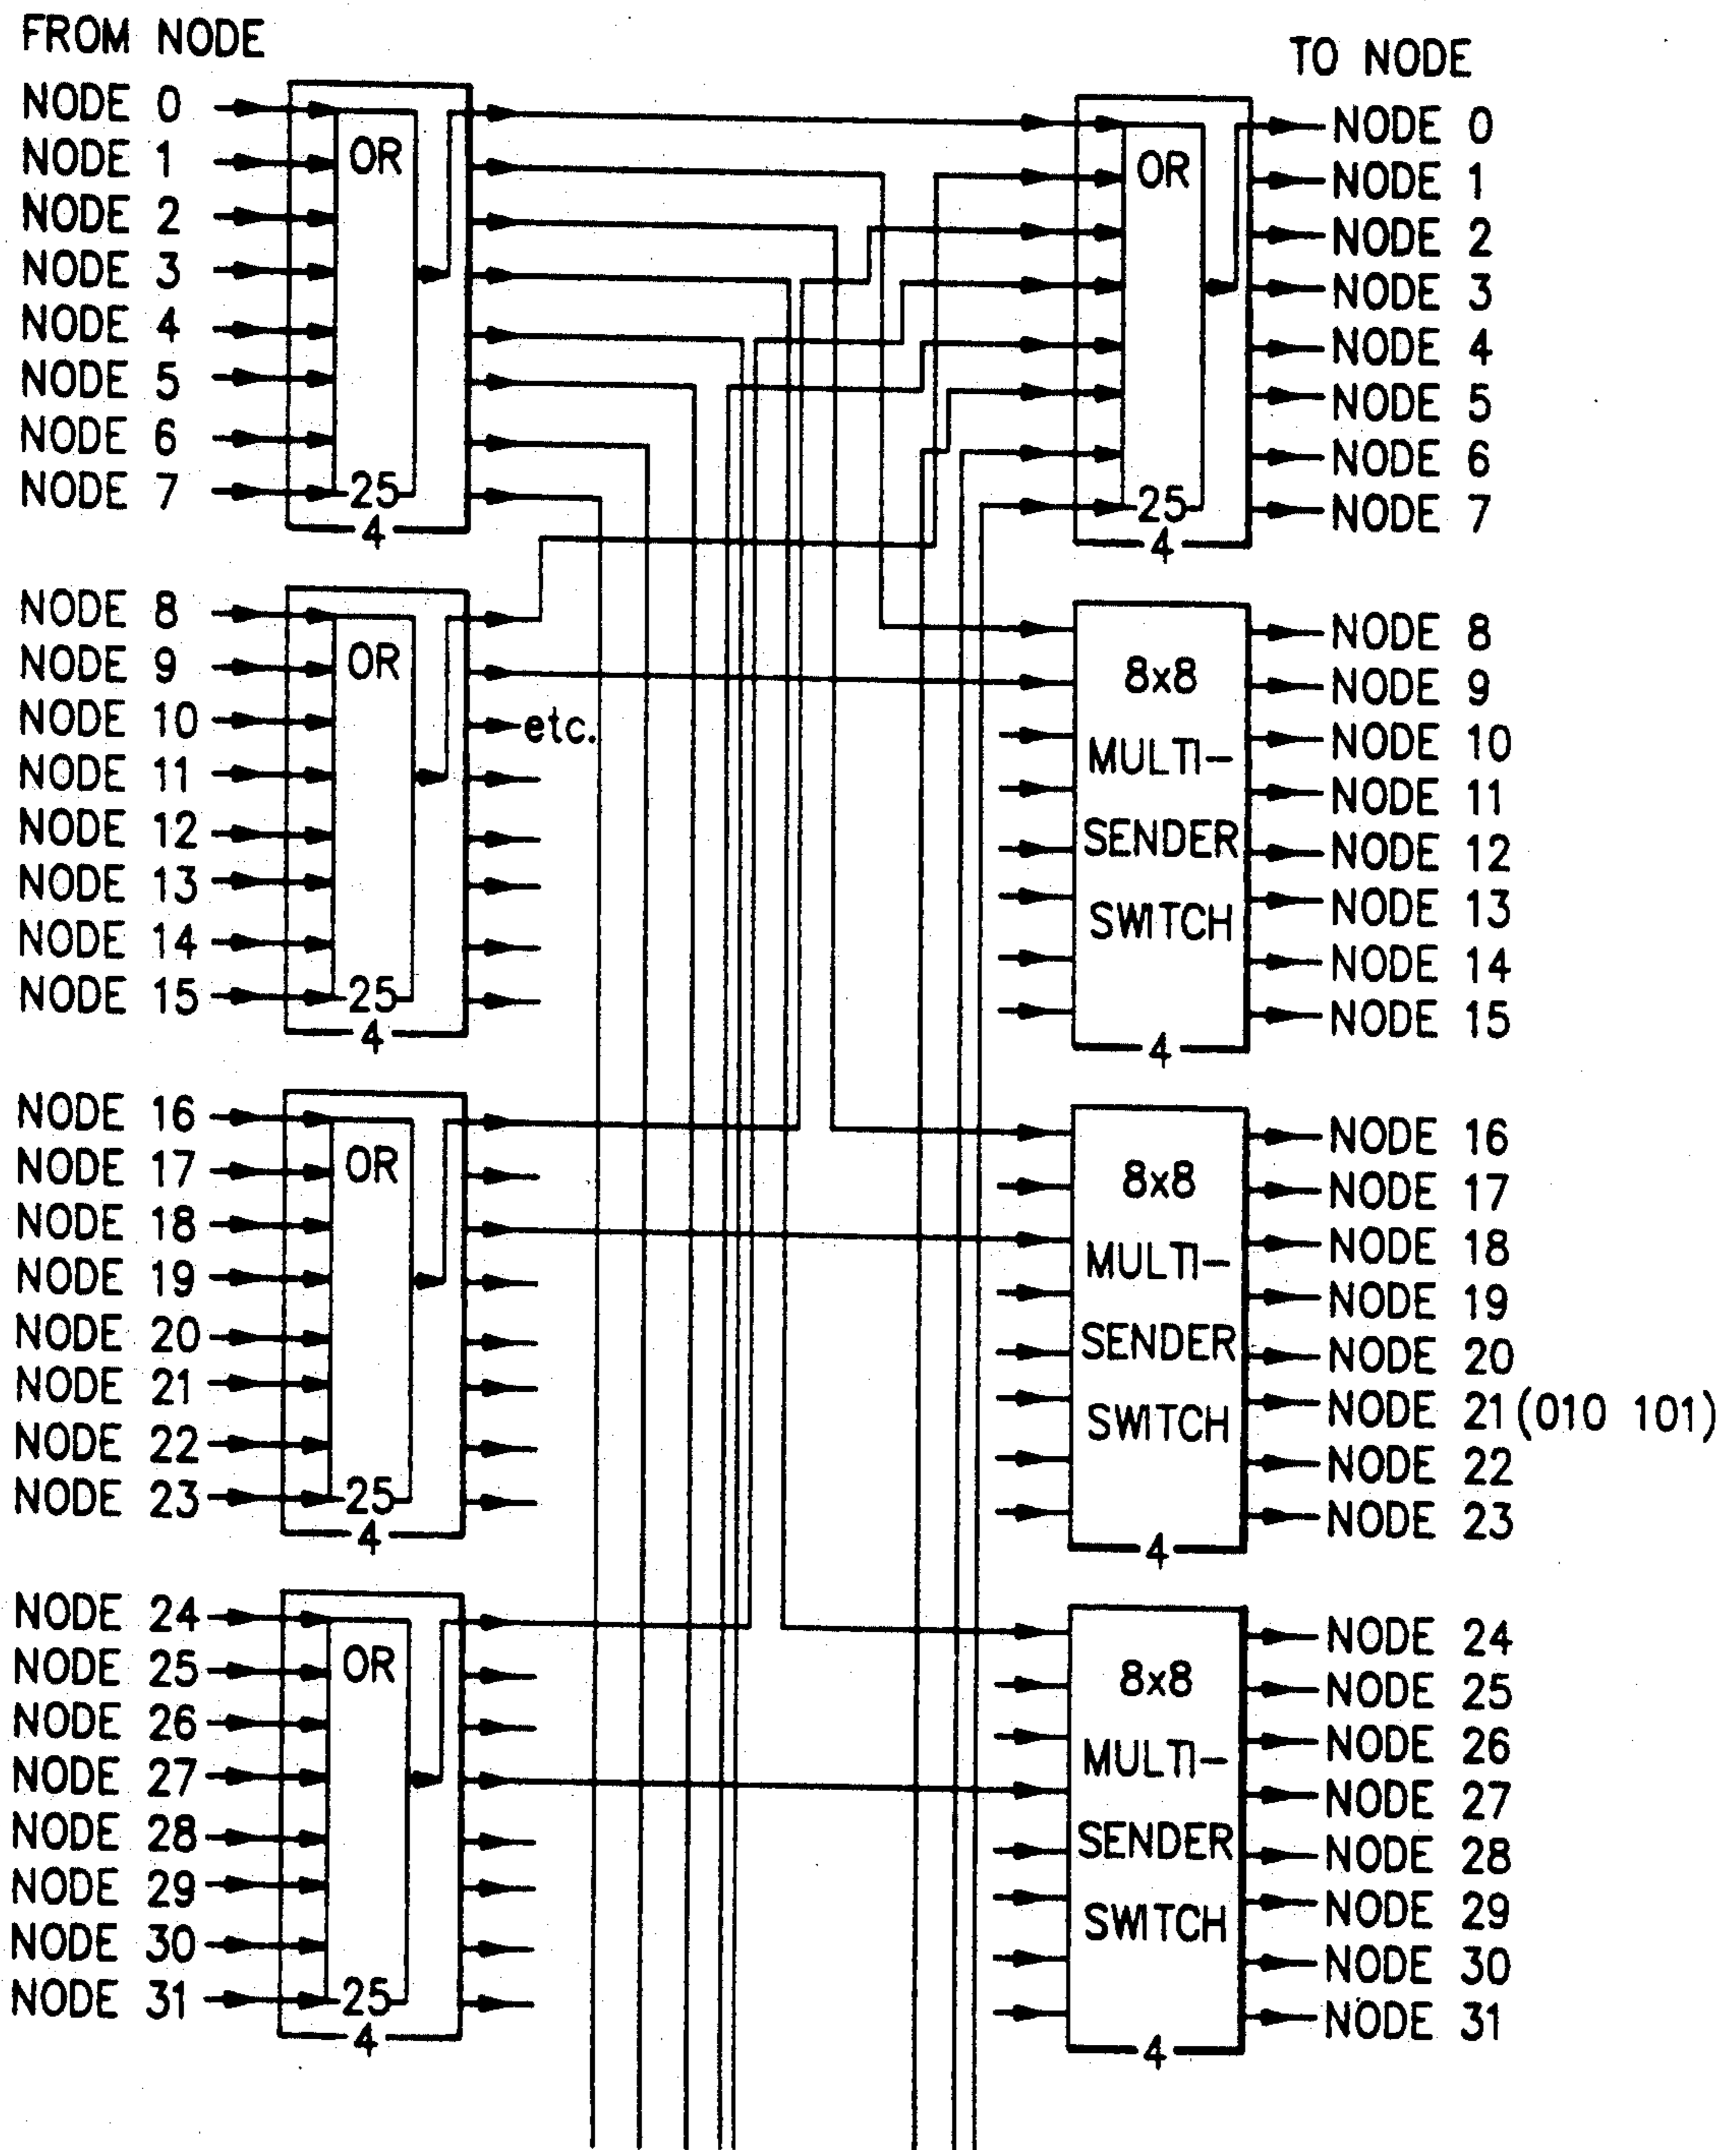 FROM NODE
TO NODE
NODE 0
NODE 1
NODE 2
NODE 3
NODE 4
NODE 5
NODE 6
NODE 7
OR
25
4
OR
25
4
NODE 0
NODE 1
NODE 2
NODE 3
NODE 4
NODE 5
NODE 6
NODE 7
NODE 8
NODE 9
NODE 10
NODE 11
NODE 12
NODE 13
NODE 14
NODE 15
OR
25
4
etc.
8x8
MULTI-
SENDER
SWITCH
4
NODE 8
NODE 9
NODE 10
NODE 11
NODE 12
NODE 13
NODE 14
NODE 15
NODE 16
NODE 17
NODE 18
NODE 19
NODE 20
NODE 21
NODE 22
NODE 23
OR
25
4
8x8
MULTI-
SENDER
SWITCH
4
NODE 16
NODE 17
NODE 18
NODE 19
NODE 20
NODE 21 (010 101)
NODE 22
NODE 23
NODE 24
NODE 25
NODE 26
NODE 27
NODE 28
NODE 29
NODE 30
NODE 31
OR
25
4
8x8
MULTI-
SENDER
SWITCH
4
NODE 24
NODE 25
NODE 26
NODE 27
NODE 28
NODE 29
NODE 30
NODE 31